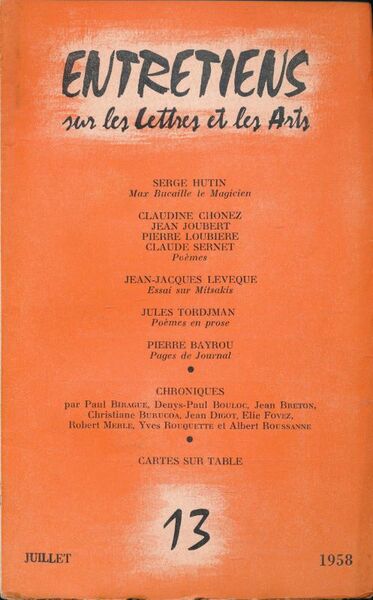 ENTRETIENS
sur les Lettres et les Arts
SERGE HUTIN
Max Bucaille le Magicien
CLAUDINE CHONEZ
JEAN JOUBERT
PIERRE LOUBIERE
CLAUDE SERNET
Poèmes
JEAN-JACQUES LEVEQUE
Essai sur Mitsakis
JULES TORDJMAN
Poèmes en prose
PIERRE BAYROU
Pages de Journal
●
CHRONIQUES
par Paul BIRAGUE, Denys-Paul BOULOC, Jean BRETON,
Christiane BURUCOA, Jean DIGOT, Elie FOVEZ,
Robert MERLE, Yves ROUQUETTE et Albert ROUSSANNE
●
CARTES SUR TABLE
13
JUILLET 1958